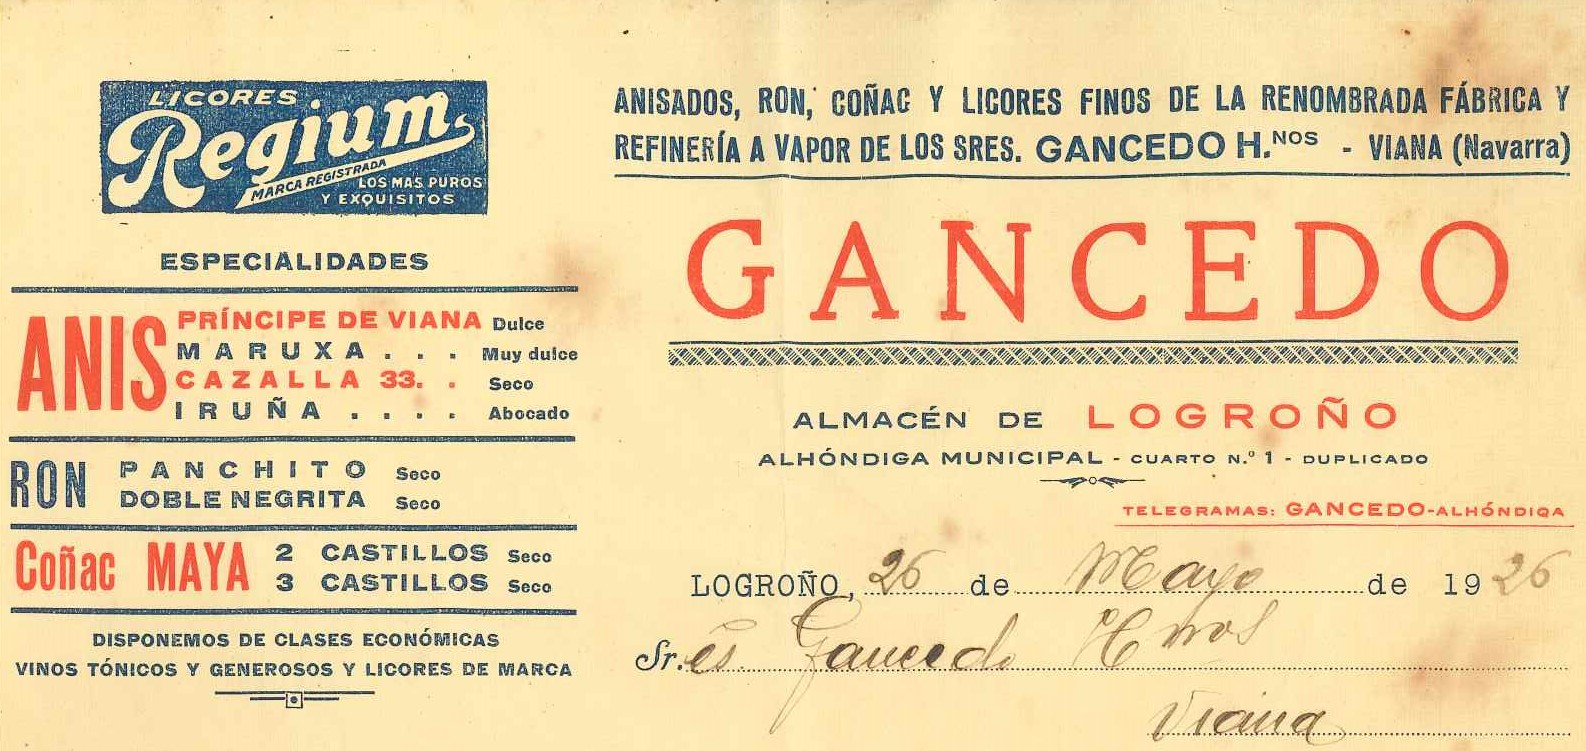 LICORES
Regium
MARCA REGISTRADA
LOS MAS PUROS
Y EXQUISITOS
ESPECIALIDADES
ANIS
PRÍNCIPE DE VIANA Dulce
MARUXA . . . Muy dulce
CAZALLA 33. . Seco
IRUÑA . . . . Abocado
RON
PANCHITO Seco
DOBLE NEGRITA Seco
Coñac MAYA
2 CASTILLOS Seco
3 CASTILLOS Seco
DISPONEMOS DE CLASES ECONÓMICAS
VINOS TÓNICOS Y GENEROSOS Y LICORES DE MARCA
ANISADOS, RON, COÑAC Y LICORES FINOS DE LA RENOMBRADA FÁBRICA Y
REFINERÍA A VAPOR DE LOS SRES. GANCEDO H.NOS - VIANA (Navarra)
GANCEDO
ALMACÉN DE LOGROÑO
ALHÓNDIGA MUNICIPAL - CUARTO N.º 1 - DUPLICADO
TELEGRAMAS: GANCEDO-ALHÓNDIGA
LOGROÑO, 26 de Mayo de 1926
Sr.es Gancedo Hnos
Viana